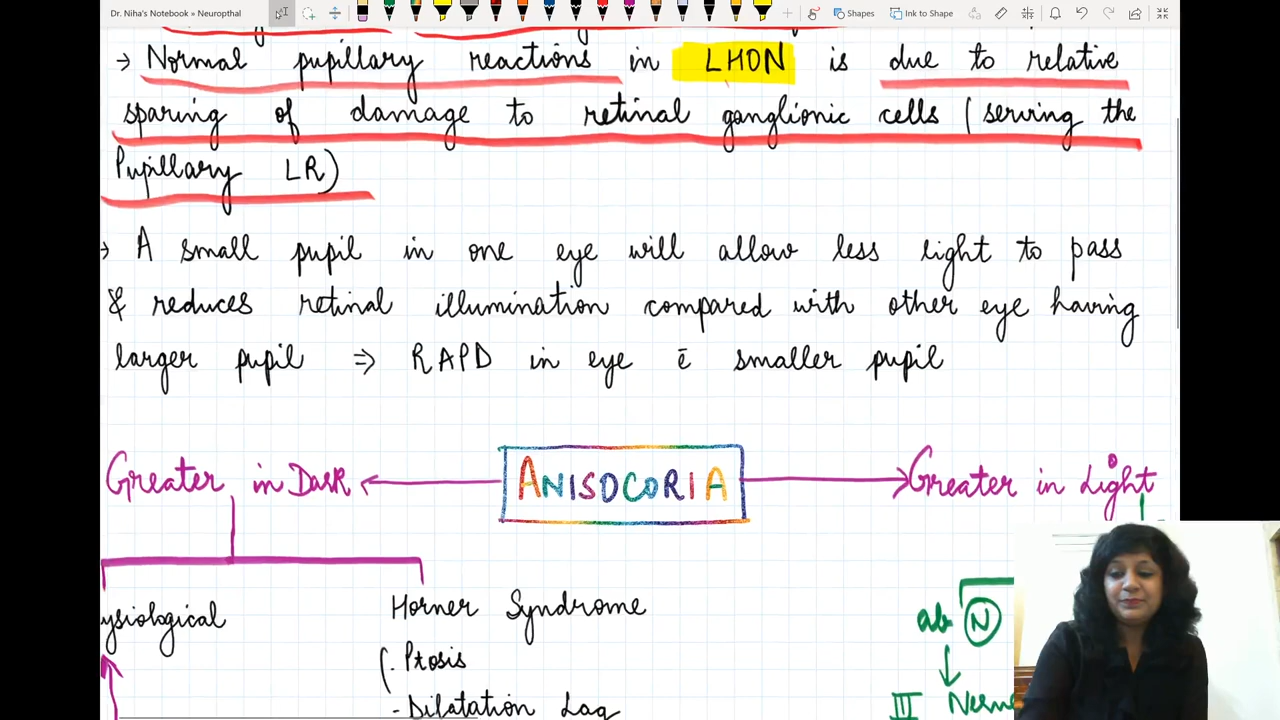 Dr. Niha's Notebook » Neuropthal
Shapes
Ink to Shape
→ Normal pupillary reactions in LHON is due to relative
sparing of damage to retinal ganglionic cells (serving the
Pupillary LR)
→ A small pupil in one eye will allow less light to pass
& reduces retinal illumination compared with other eye having
larger pupil ⇒ RAPD in eye c̄ smaller pupil
Greater in Dark ← ANISOCORIA → Greater in Light
ysiological
Horner Syndrome
ab N
(. Ptosis
III Nerve
- Dilatation Lag